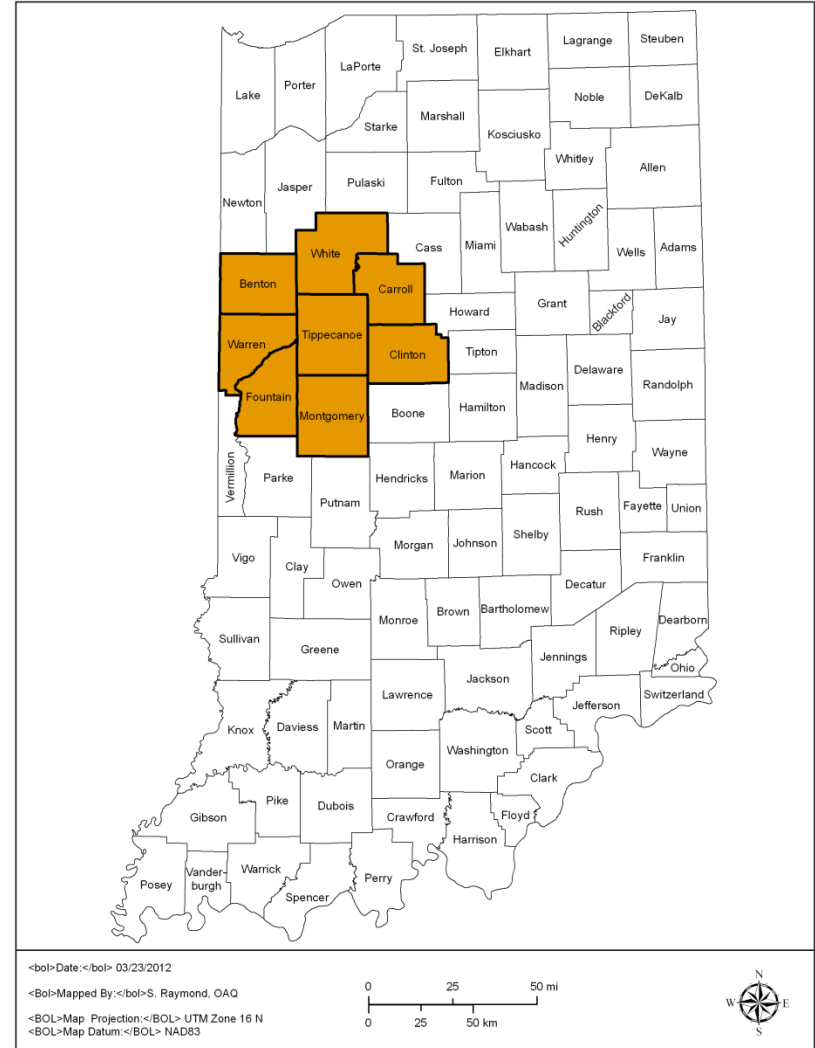 St. Joseph
Elkhart
Lagrange
Steuben
LaPorte
Porter
Lake
Noble
DeKalb
Marshall
Starke
Kosciusko
Whitley
Allen
Pulaski
Fulton
Jasper
Newton
Wabash
Huntington
White
Cass
Miami
Wells
Adams
Benton
Carroll
Grant
Howard
Blackford
Jay
Tippecanoe
Warren
Clinton
Tipton
Delaware
Madison
Randolph
Fountain
Montgomery
Boone
Hamilton
Henry
Wayne
Vermillion
Parke
Hendricks
Marion
Hancock
Putnam
Rush
Fayette
Union
Shelby
Morgan
Johnson
Vigo
Clay
Franklin
Owen
Decatur
Monroe
Brown
Bartholomew
Dearborn
Ripley
Sullivan
Greene
Jennings
Ohio
Jackson
Switzerland
Lawrence
Jefferson
Knox
Daviess
Martin
Scott
Washington
Orange
Clark
Pike
Dubois
Gibson
Crawford
Floyd
Harrison
Warrick
Vander-
burgh
Posey
Perry
Spencer
<bol>Date:</bol> 03/23/2012
<Bol>Mapped By:</Bol>S. Raymond, OAQ
<BOL>Map Projection:</BOL> UTM Zone 16 N
<BOL>Map Datum:</BOL> NAD83
0 25 50 mi
0 25 50 km
N
W E
S